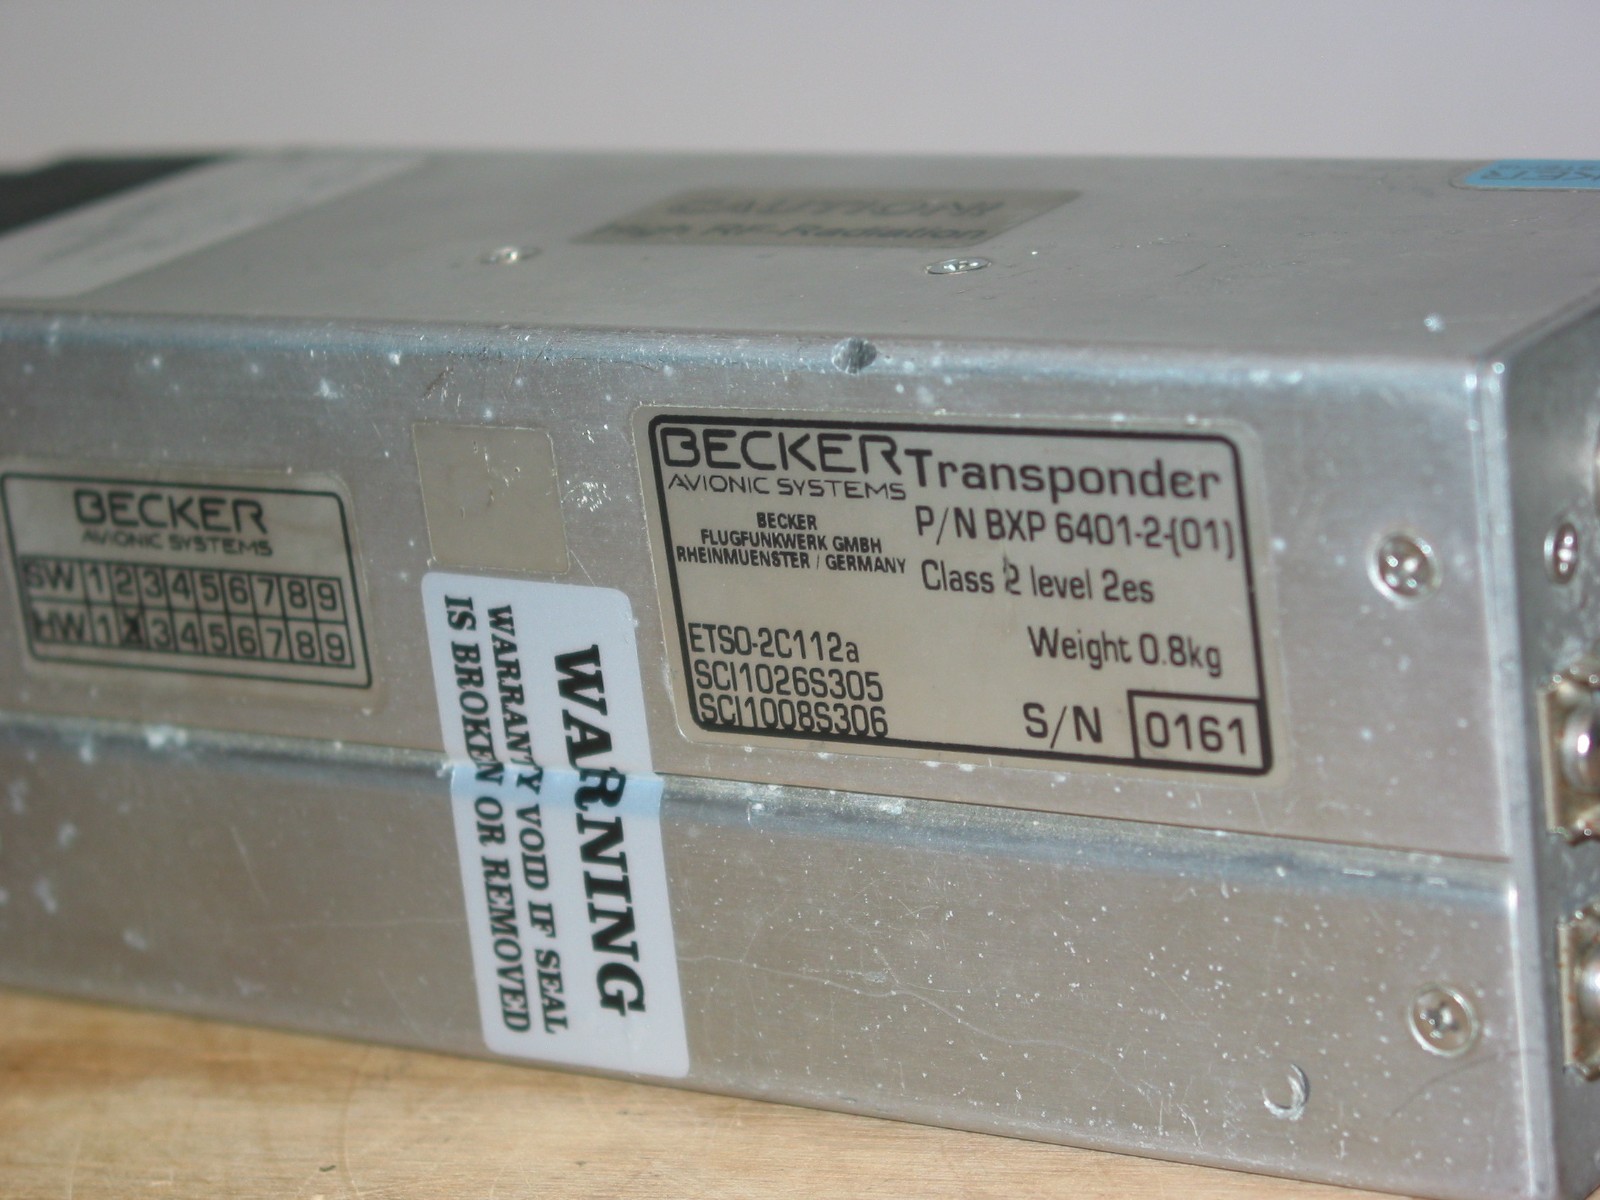 CAUTION!
High RF-Radiation
BECKER
AVIONIC SYSTEMS
SW 1 2 3 4 5 6 7 8 9
HW 1 2 3 4 5 6 7 8 9
WARNING
WARRANTY VOID IF SEAL
IS BROKEN OR REMOVED
BECKER
AVIONIC SYSTEMS
BECKER
FLUGFUNKWERK GMBH
RHEINMUENSTER / GERMANY
Transponder
P/N BXP 6401-2-(01)
Class 2 level 2es
ETSO-2C112a
SCI1026S305
SCI1008S306
Weight 0.8kg
S/N 0161